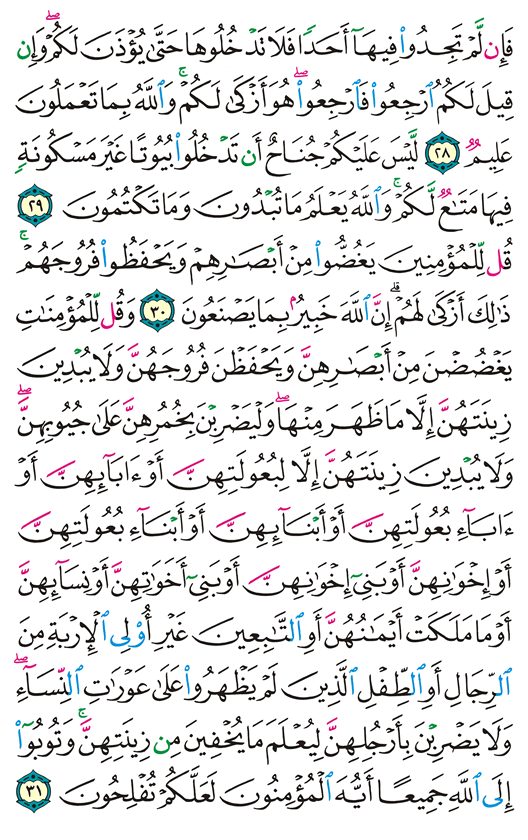 فَإِن لَّمْ تَجِدُوا۟ فِيهَآ أَحَدًا فَلَا تَدْخُلُوهَا حَتَّىٰ يُؤْذَنَ لَكُمْ ۖ وَإِن
قِيلَ لَكُمُ ٱرْجِعُوا۟ فَٱرْجِعُوا۟ ۖ هُوَ أَزْكَىٰ لَكُمْ ۚ وَٱللَّهُ بِمَا تَعْمَلُونَ
عَلِيمٌ ٢٨ لَّيْسَ عَلَيْكُمْ جُنَاحٌ أَن تَدْخُلُوا۟ بُيُوتًا غَيْرَ مَسْكُونَةٍ
فِيهَا مَتَـٰعٌ لَّكُمْ ۚ وَٱللَّهُ يَعْلَمُ مَا تُبْدُونَ وَمَا تَكْتُمُونَ ٢٩
قُل لِّلْمُؤْمِنِينَ يَغُضُّوا۟ مِنْ أَبْصَـٰرِهِمْ وَيَحْفَظُوا۟ فُرُوجَهُمْ ۚ
ذَٰلِكَ أَزْكَىٰ لَهُمْ ۗ إِنَّ ٱللَّهَ خَبِيرٌۢ بِمَا يَصْنَعُونَ ٣٠ وَقُل لِّلْمُؤْمِنَـٰتِ
يَغْضُضْنَ مِنْ أَبْصَـٰرِهِنَّ وَيَحْفَظْنَ فُرُوجَهُنَّ وَلَا يُبْدِينَ
زِينَتَهُنَّ إِلَّا مَا ظَهَرَ مِنْهَا ۖ وَلْيَضْرِبْنَ بِخُمُرِهِنَّ عَلَىٰ جُيُوبِهِنَّ ۖ
وَلَا يُبْدِينَ زِينَتَهُنَّ إِلَّا لِبُعُولَتِهِنَّ أَوْ ءَابَآئِهِنَّ أَوْ
ءَابَآءِ بُعُولَتِهِنَّ أَوْ أَبْنَآئِهِنَّ أَوْ أَبْنَآءِ بُعُولَتِهِنَّ
أَوْ إِخْوَٰنِهِنَّ أَوْ بَنِىٓ إِخْوَٰنِهِنَّ أَوْ بَنِىٓ أَخَوَٰتِهِنَّ أَوْ نِسَآئِهِنَّ
أَوْ مَا مَلَكَتْ أَيْمَـٰنُهُنَّ أَوِ ٱلتَّـٰبِعِينَ غَيْرِ أُو۟لِى ٱلْإِرْبَةِ مِنَ
ٱلرِّجَالِ أَوِ ٱلطِّفْلِ ٱلَّذِينَ لَمْ يَظْهَرُوا۟ عَلَىٰ عَوْرَٰتِ ٱلنِّسَآءِ ۖ
وَلَا يَضْرِبْنَ بِأَرْجُلِهِنَّ لِيُعْلَمَ مَا يُخْفِينَ مِن زِينَتِهِنَّ ۚ وَتُوبُوٓا۟
إِلَى ٱللَّهِ جَمِيعًا أَيُّهَ ٱلْمُؤْمِنُونَ لَعَلَّكُمْ تُفْلِحُونَ ٣١